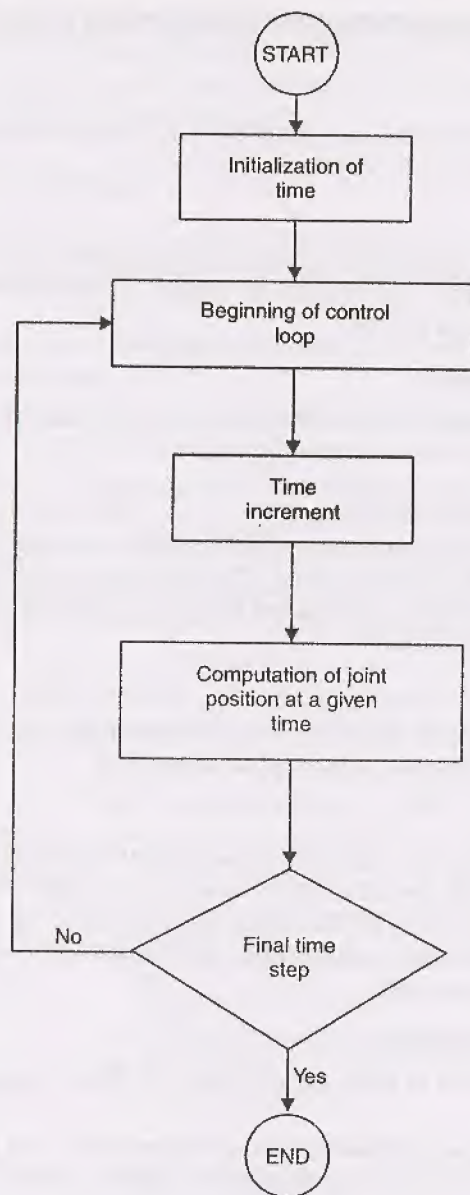 START
Initialization of
time
Beginning of control
loop
Time
increment
Computation of joint
position at a given
time
Final time
step
No
Yes
END